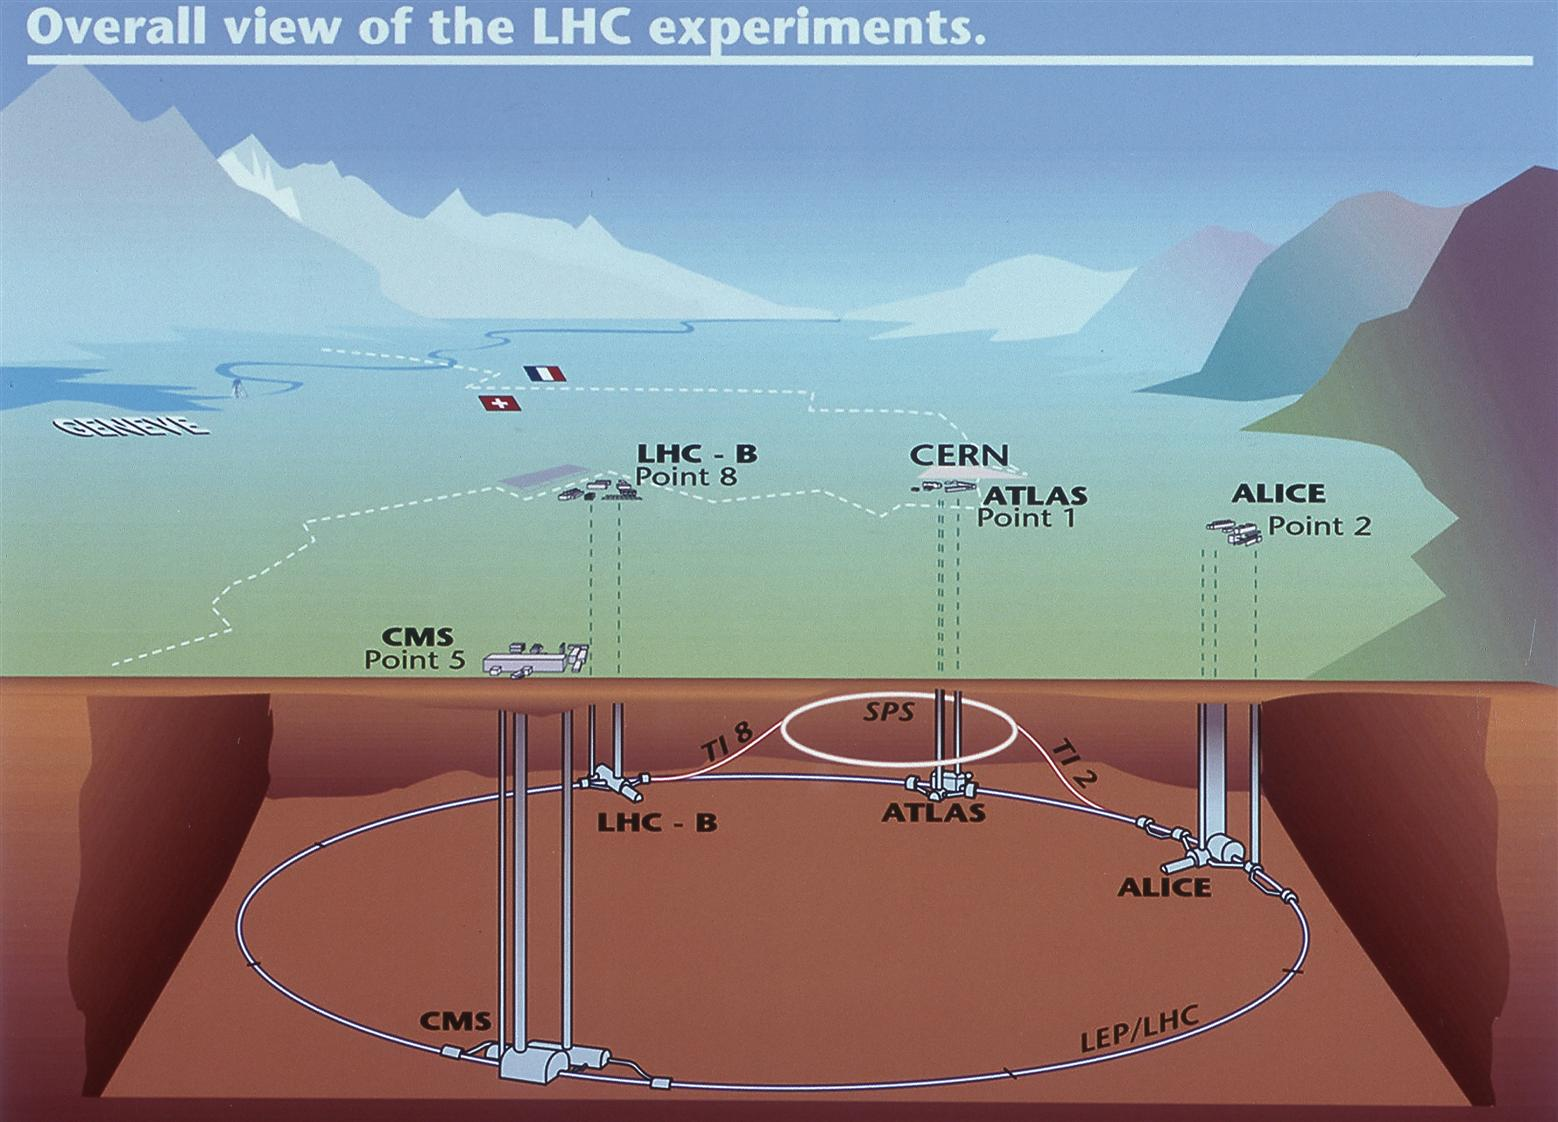 Overall view of the LHC experiments.
GENEVE
LHC - B
Point 8
CERN
ATLAS
Point 1
ALICE
Point 2
CMS
Point 5
SPS
TI 8
TI 2
LHC - B
ATLAS
ALICE
CMS
LEP/LHC